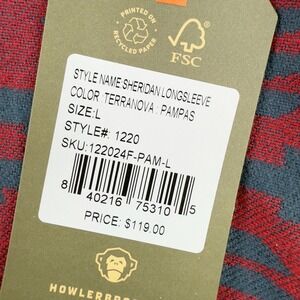 PRINTED ON
RECYCLED PAPER
FSC
STYLE NAME:SHERIDAN LONGSLEEVE
COLOR: TERRANOVA : PAMPAS
SIZE:L
STYLE#: 1220
SKU:122024F-PAM-L
8 40216 75310 5
PRICE: $119.00
HOWLERBRO